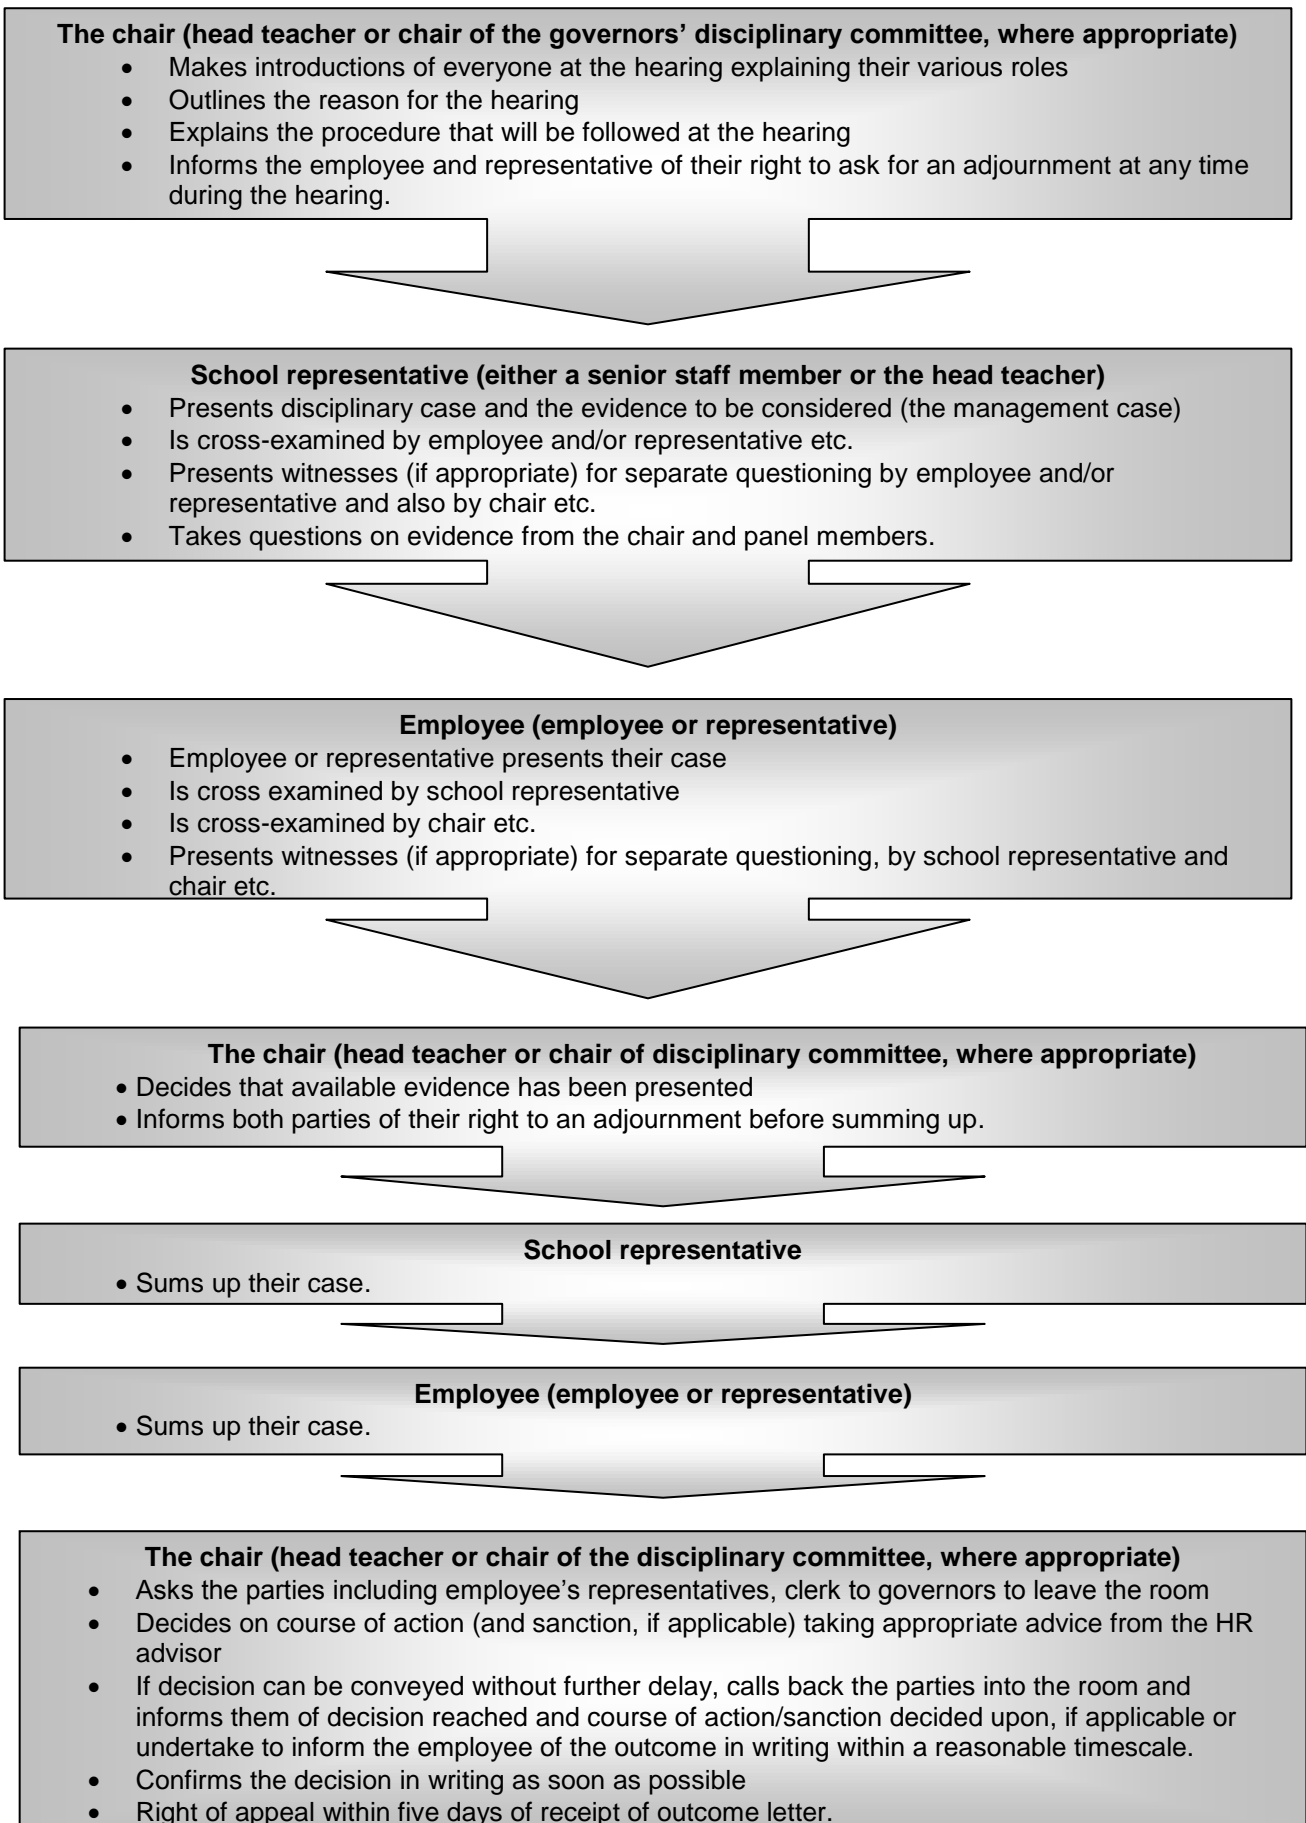 The chair (head teacher or chair of the governors’ disciplinary committee, where appropriate)
• Makes introductions of everyone at the hearing explaining their various roles
• Outlines the reason for the hearing
• Explains the procedure that will be followed at the hearing
• Informs the employee and representative of their right to ask for an adjournment at any time
during the hearing.
School representative (either a senior staff member or the head teacher)
• Presents disciplinary case and the evidence to be considered (the management case)
• Is cross-examined by employee and/or representative etc.
• Presents witnesses (if appropriate) for separate questioning by employee and/or
representative and also by chair etc.
• Takes questions on evidence from the chair and panel members.
Employee (employee or representative)
• Employee or representative presents their case
• Is cross examined by school representative
• Is cross-examined by chair etc.
• Presents witnesses (if appropriate) for separate questioning, by school representative and
chair etc.
The chair (head teacher or chair of disciplinary committee, where appropriate)
• Decides that available evidence has been presented
• Informs both parties of their right to an adjournment before summing up.
School representative
• Sums up their case.
Employee (employee or representative)
• Sums up their case.
The chair (head teacher or chair of the disciplinary committee, where appropriate)
• Asks the parties including employee’s representatives, clerk to governors to leave the room
• Decides on course of action (and sanction, if applicable) taking appropriate advice from the HR
advisor
• If decision can be conveyed without further delay, calls back the parties into the room and
informs them of decision reached and course of action/sanction decided upon, if applicable or
undertake to inform the employee of the outcome in writing within a reasonable timescale.
• Confirms the decision in writing as soon as possible
• Right of appeal within five days of receipt of outcome letter.